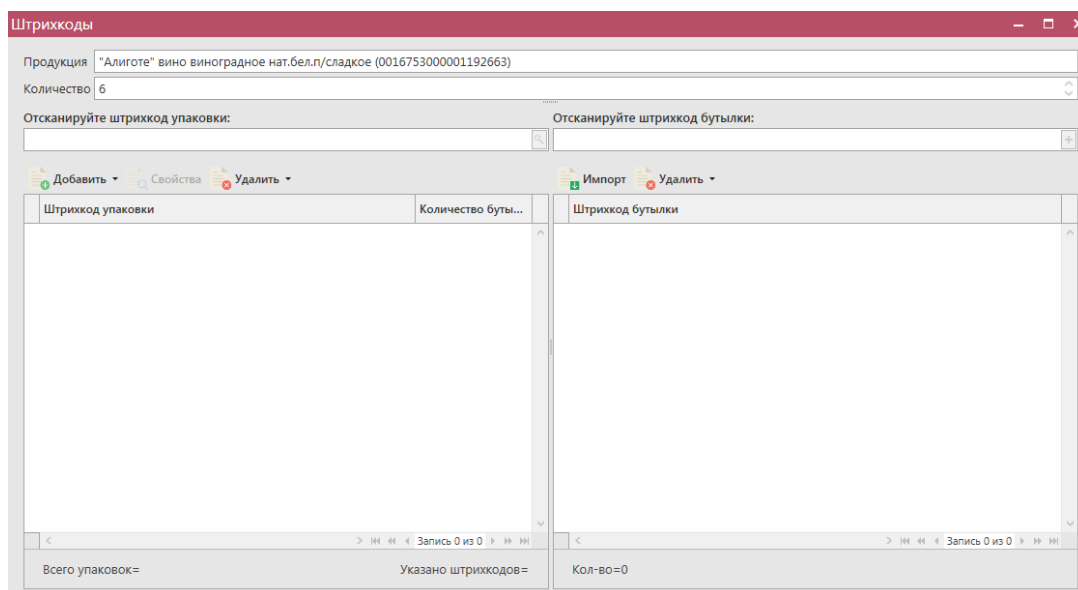 Штрихкоды
Продукция "Алиготе" вино виноградное нат.бел.п/сладкое (0016753000001192663)
Количество 6
Отсканируйте штрихкод упаковки:
Отсканируйте штрихкод бутылки:
Добавить Свойства Удалить
Импорт Удалить
Штрихкод упаковки Количество буты...
Штрихкод бутылки
Запись 0 из 0
Запись 0 из 0
Всего упаковок= Указано штрихкодов=
Кол-во=0